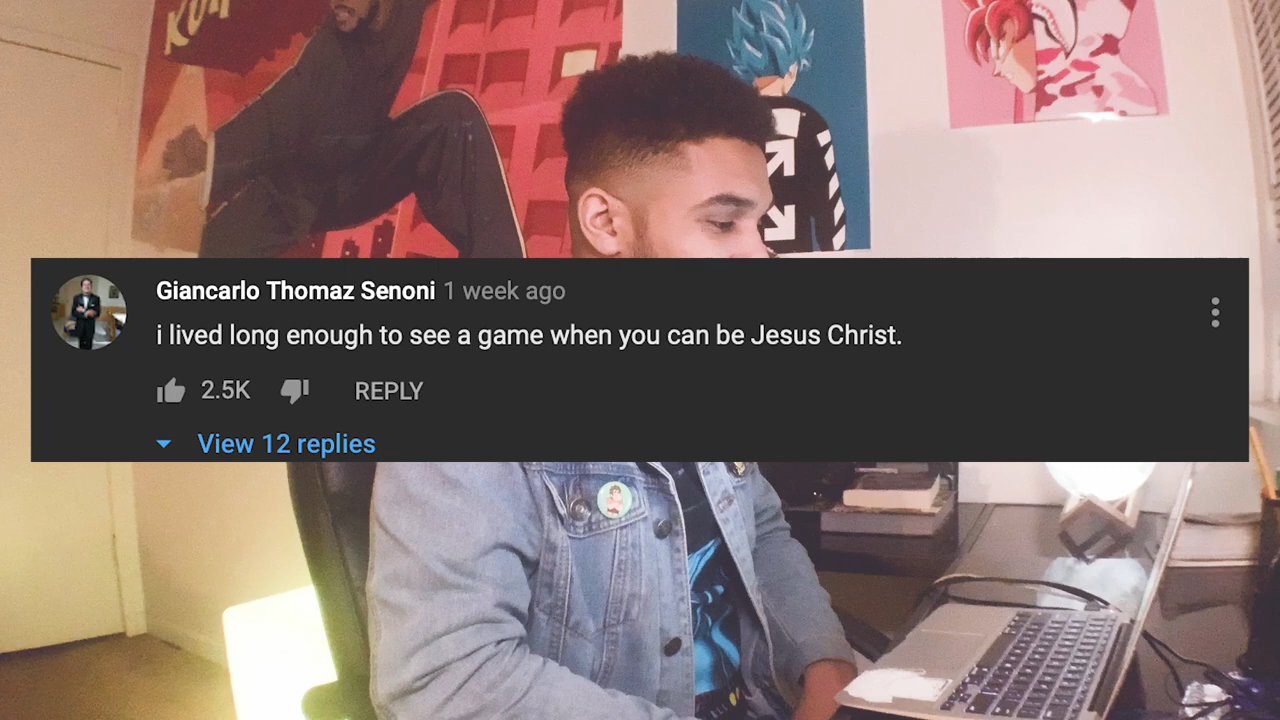 Giancarlo Thomaz Senoni 1 week ago
i lived long enough to see a game when you can be Jesus Christ.
2.5K REPLY
View 12 replies